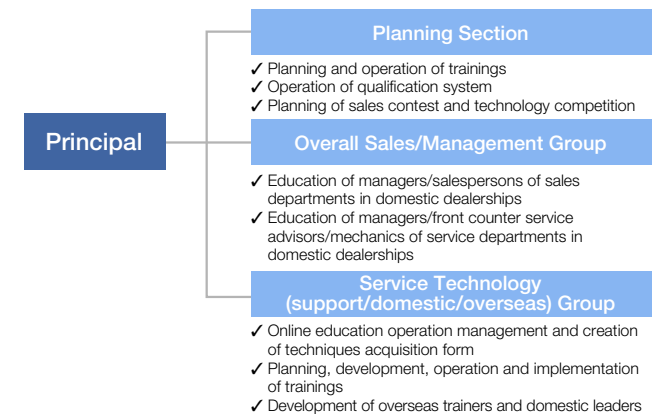 Principal
Planning Section
✓ Planning and operation of trainings
✓ Operation of qualification system
✓ Planning of sales contest and technology competition
Overall Sales/Management Group
✓ Education of managers/salespersons of sales
departments in domestic dealerships
✓ Education of managers/front counter service
advisors/mechanics of service departments in
domestic dealerships
Service Technology
(support/domestic/overseas) Group
✓ Online education operation management and creation
of techniques acquisition form
✓ Planning, development, operation and implementation
of trainings
✓ Development of overseas trainers and domestic leaders